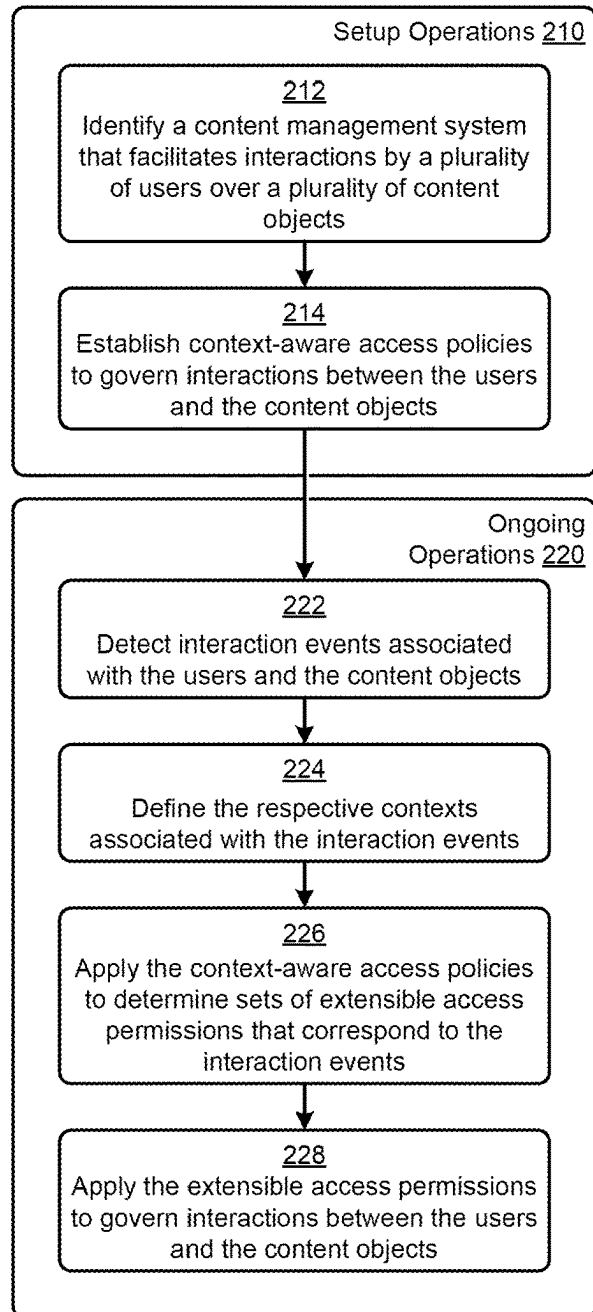 Setup Operations 210
212
Identify a content management system
that facilitates interactions by a plurality
of users over a plurality of content
objects
214
Establish context-aware access policies
to govern interactions between the users
and the content objects
Ongoing
Operations 220
222
Detect interaction events associated
with the users and the content objects
224
Define the respective contexts
associated with the interaction events
226
Apply the context-aware access policies
to determine sets of extensible access
permissions that correspond to the
interaction events
228
Apply the extensible access permissions
to govern interactions between the users
and the content objects